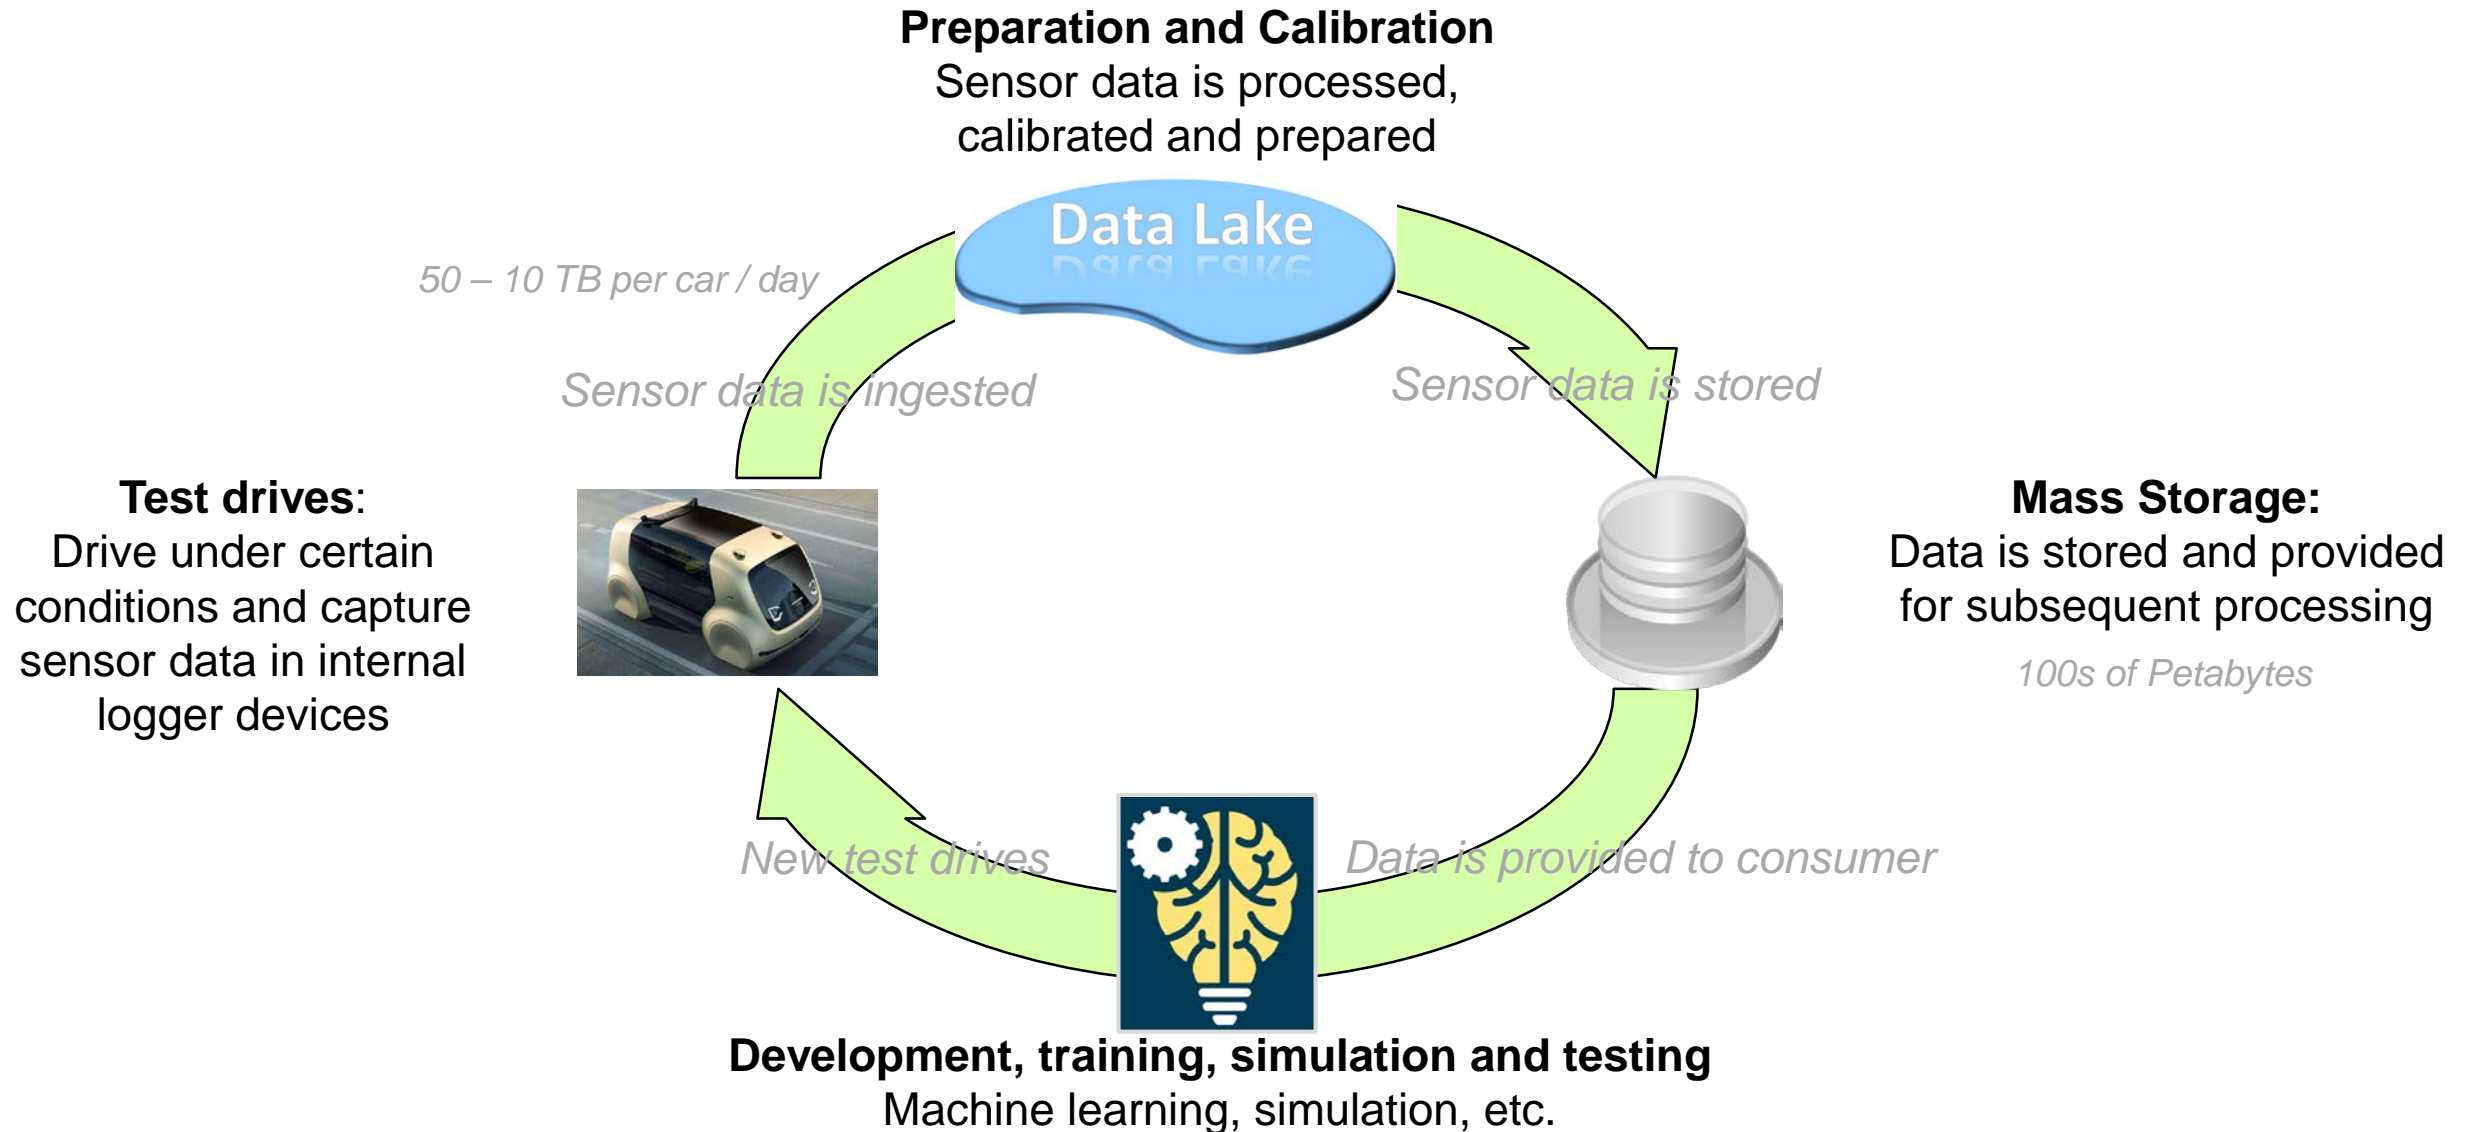 Preparation and Calibration
Sensor data is processed,
calibrated and prepared
Data Lake
50 – 10 TB per car / day
Sensor data is ingested
Sensor data is stored
Test drives:
Drive under certain
conditions and capture
sensor data in internal
logger devices
Mass Storage:
Data is stored and provided
for subsequent processing
100s of Petabytes
New test drives
Data is provided to consumer
Development, training, simulation and testing
Machine learning, simulation, etc.